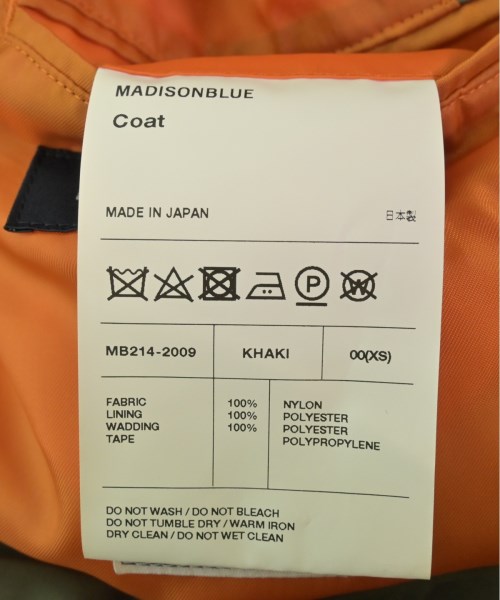 MADISONBLUE
Coat
MADE IN JAPAN 日本製
P W
MB214-2009 KHAKI 00(XS)
FABRIC 100% NYLON
LINING 100% POLYESTER
WADDING 100% POLYESTER
TAPE POLYPROPYLENE
DO NOT WASH / DO NOT BLEACH
DO NOT TUMBLE DRY / WARM IRON
DRY CLEAN / DO NOT WET CLEAN